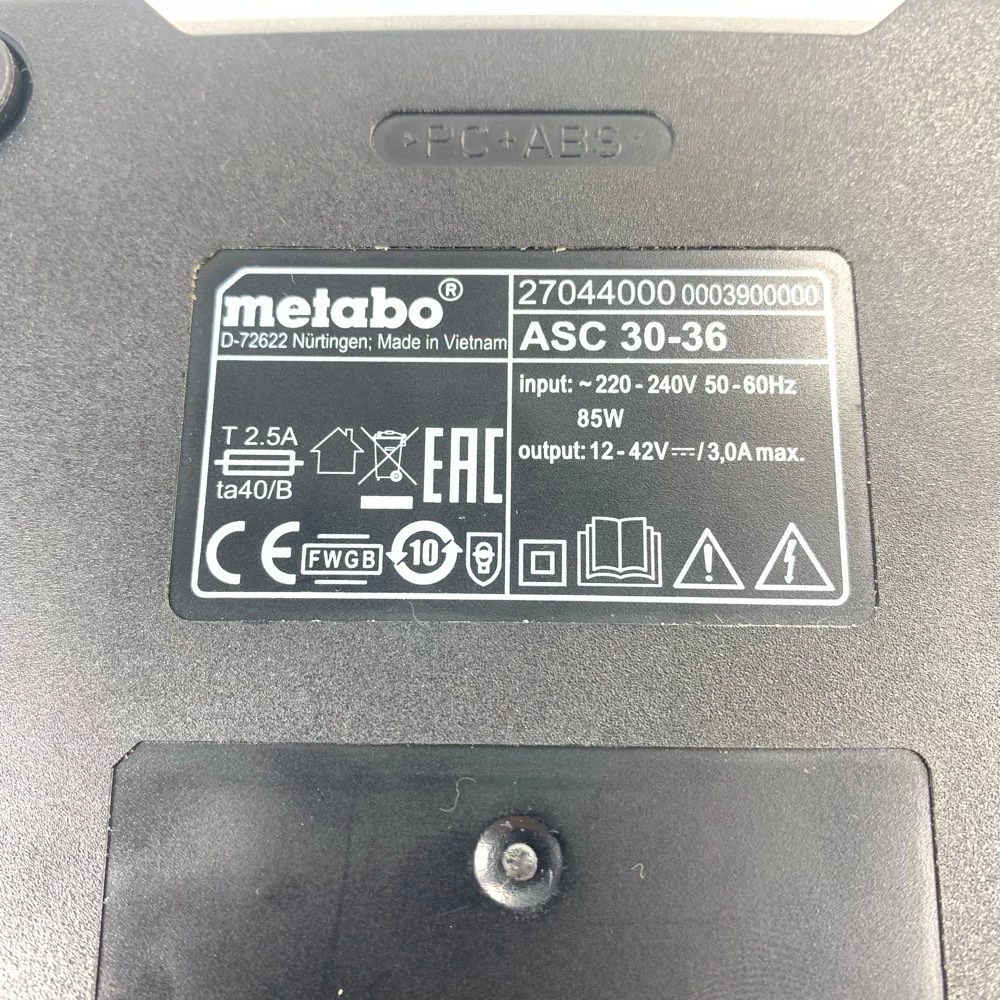 >PC+ABS<
metabo®
D-72622 Nürtingen; Made in Vietnam
27044000 0003900000
ASC 30-36
input: ~220-240V 50-60Hz
85W
output: 12-42V⎓/3,0A max.
T 2.5A
ta40/B
EAC
CE
FWGB
10